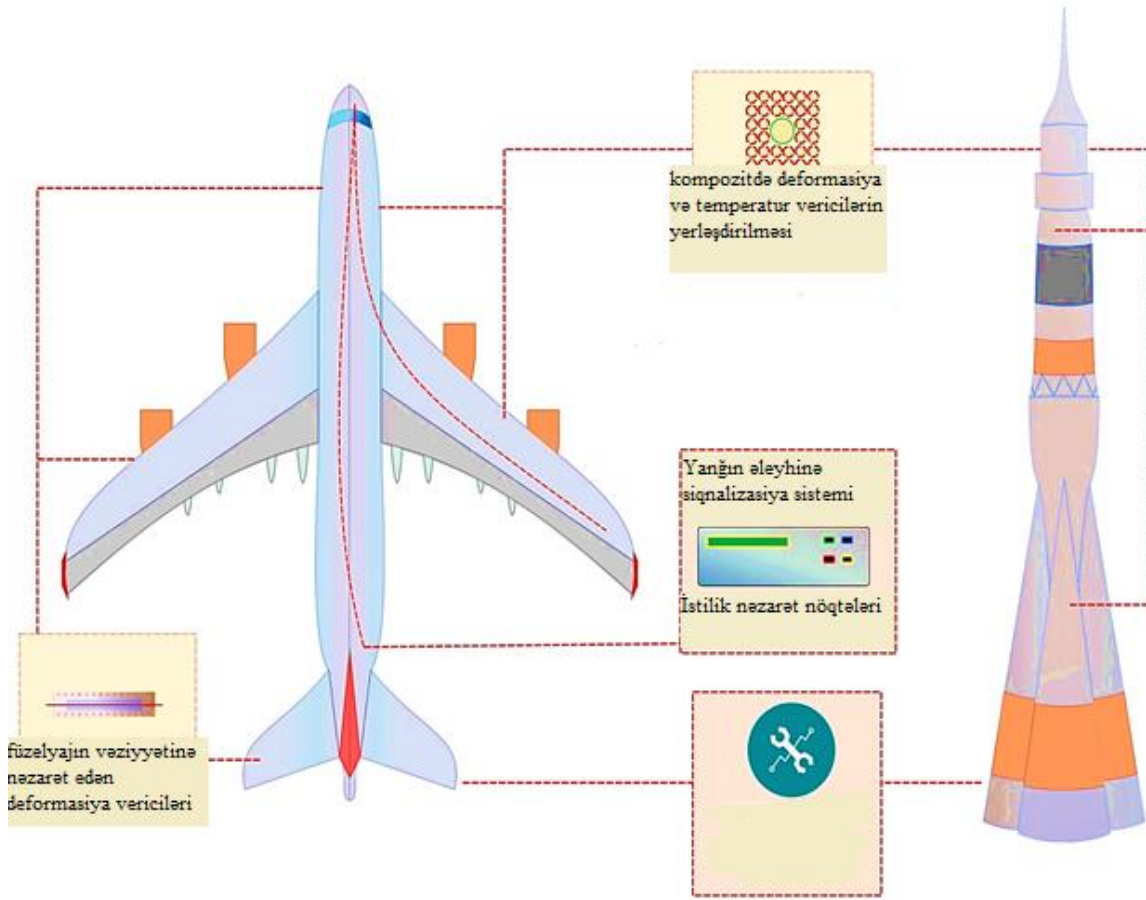 kompozitdə deformasiya
və temperatur vericilərin
yerləşdirilməsi
Yanğın əleyhinə
siqnalizasiya sistemi
İstilik nəzarət nöqtələri
füzelyajın vəziyyətinə
nəzarət edən
deformasiya vericiləri